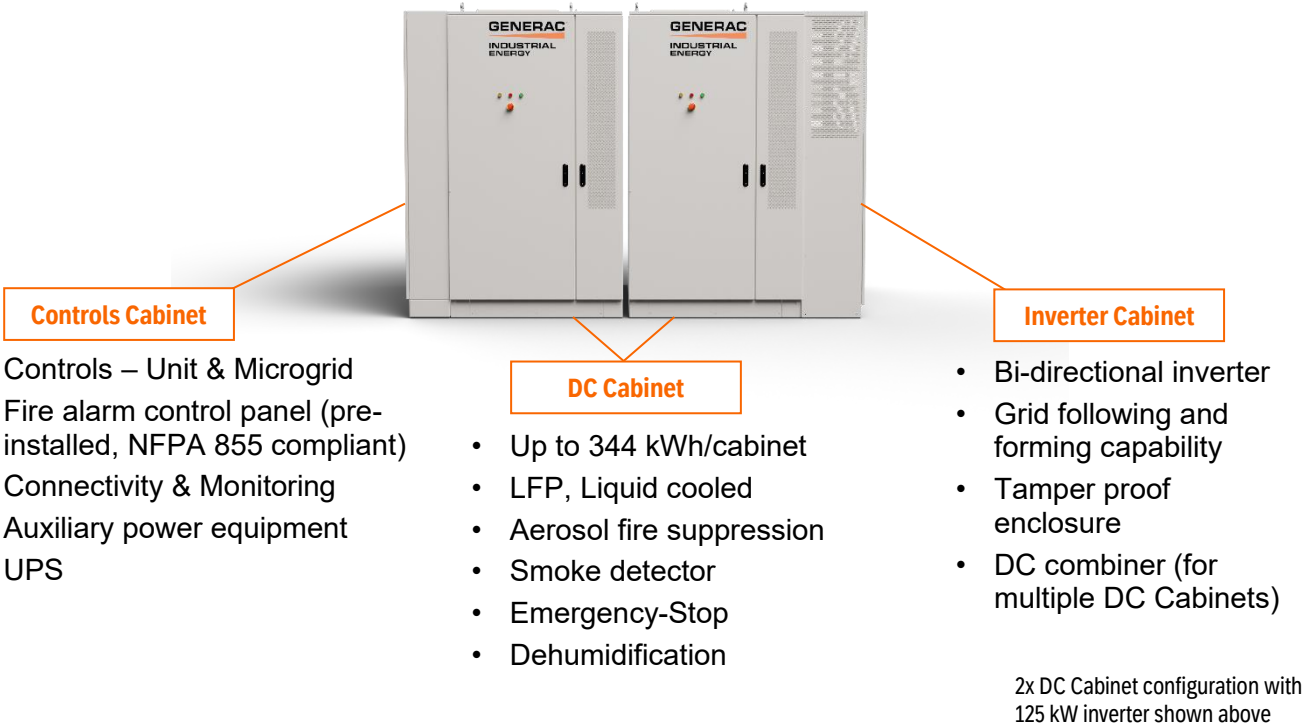 GENERAC
INDUSTRIAL
ENERGY
GENERAC
INDUSTRIAL
ENERGY
Controls Cabinet
Controls – Unit & Microgrid
Fire alarm control panel (pre-
installed, NFPA 855 compliant)
Connectivity & Monitoring
Auxiliary power equipment
UPS
DC Cabinet
• Up to 344 kWh/cabinet
• LFP, Liquid cooled
• Aerosol fire suppression
• Smoke detector
• Emergency-Stop
• Dehumidification
Inverter Cabinet
• Bi-directional inverter
• Grid following and
forming capability
• Tamper proof
enclosure
• DC combiner (for
multiple DC Cabinets)
2x DC Cabinet configuration with
125 kW inverter shown above